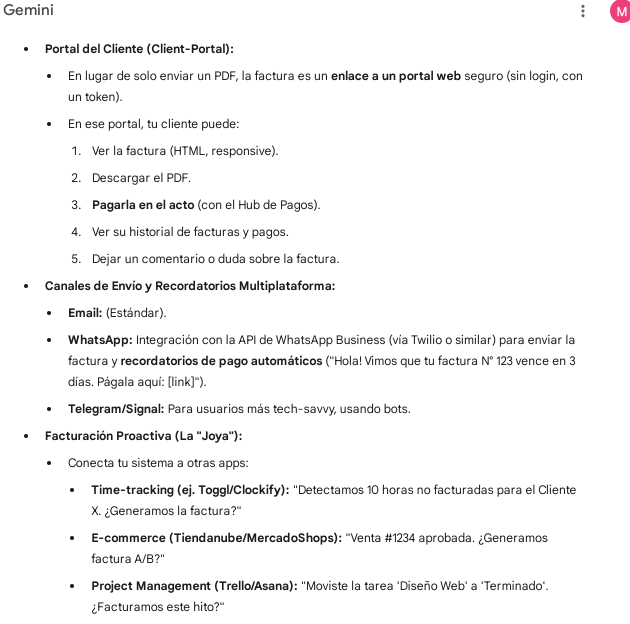 Gemini
M
• Portal del Cliente (Client-Portal):
• En lugar de solo enviar un PDF, la factura es un enlace a un portal web seguro (sin login, con
un token).
• En ese portal, tu cliente puede:
1. Ver la factura (HTML, responsive).
2. Descargar el PDF.
3. Pagarla en el acto (con el Hub de Pagos).
4. Ver su historial de facturas y pagos.
5. Dejar un comentario o duda sobre la factura.
• Canales de Envío y Recordatorios Multiplataforma:
• Email: (Estándar).
• WhatsApp: Integración con la API de WhatsApp Business (vía Twilio o similar) para enviar la
factura y recordatorios de pago automáticos ("Hola! Vimos que tu factura N° 123 vence en 3
días. Págala aquí: [link]").
• Telegram/Signal: Para usuarios más tech-savvy, usando bots.
• Facturación Proactiva (La "Joya"):
• Conecta tu sistema a otras apps:
• Time-tracking (ej. Toggl/Clockify): "Detectamos 10 horas no facturadas para el Cliente
X. ¿Generamos la factura?"
• E-commerce (Tiendanube/MercadoShops): "Venta #1234 aprobada. ¿Generamos
factura A/B?"
• Project Management (Trello/Asana): "Moviste la tarea 'Diseño Web' a 'Terminado'.
¿Facturamos este hito?"